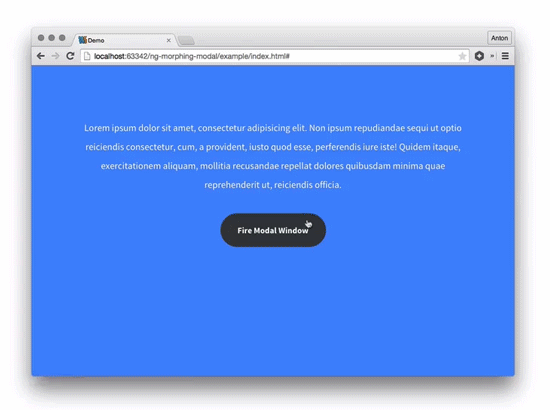 Demo
Anton
localhost:63342/ng-morphing-modal/example/index.html#
Lorem ipsum dolor sit amet, consectetur adipisicing elit. Non ipsum repudiandae sequi ut optio
reiciendis consectetur, cum, a provident, iusto quod esse, perferendis iure iste! Quidem itaque,
exercitationem aliquam, mollitia recusandae repellat dolores quibusdam minima quae
reprehenderit ut, reiciendis officia.
Fire Modal Window